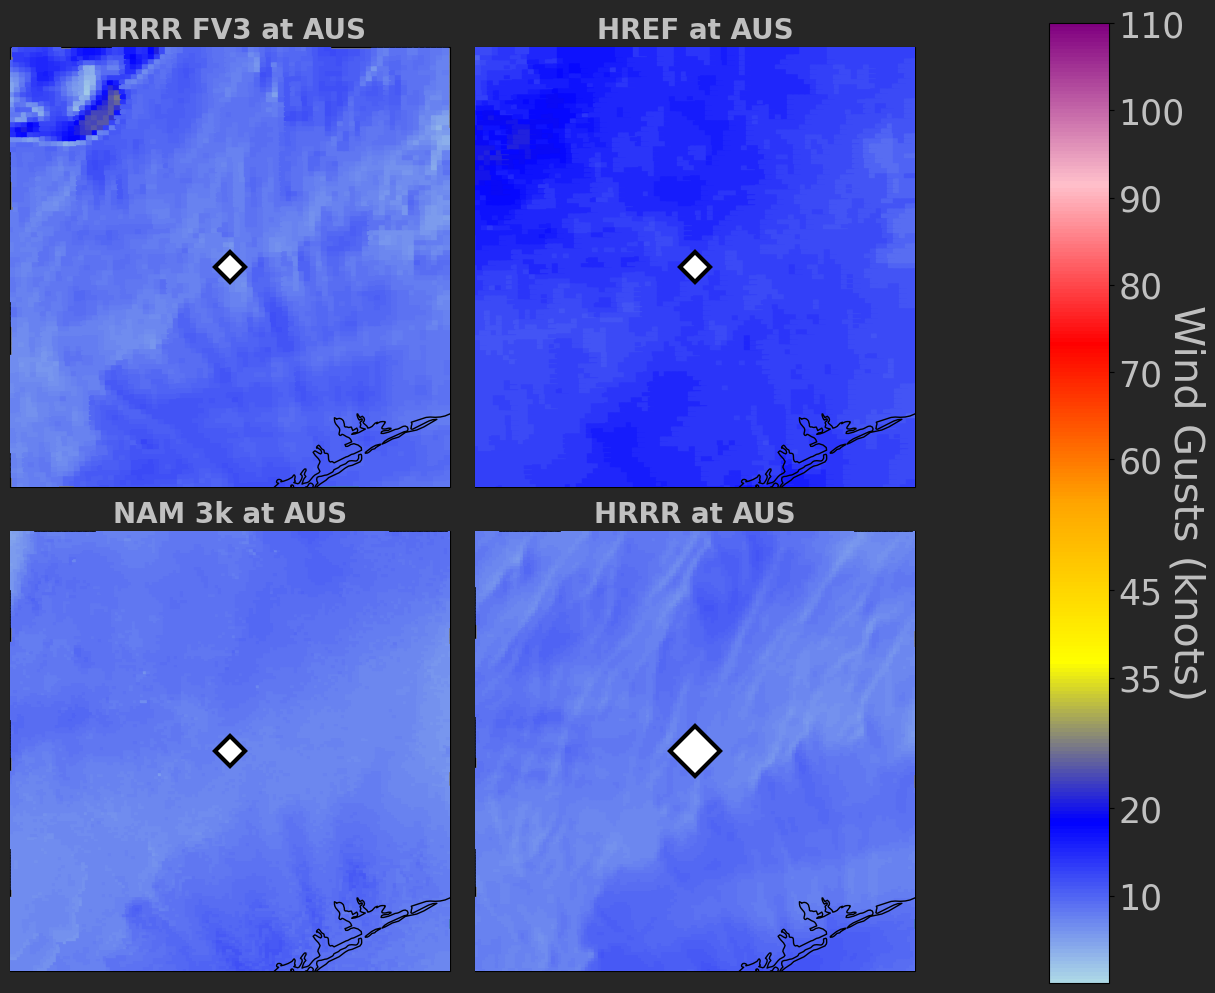 HRRR FV3 at AUS
HREF at AUS
NAM 3k at AUS
HRRR at AUS
110
100
90
80
70
60
45
35
20
10
Wind Gusts (knots)